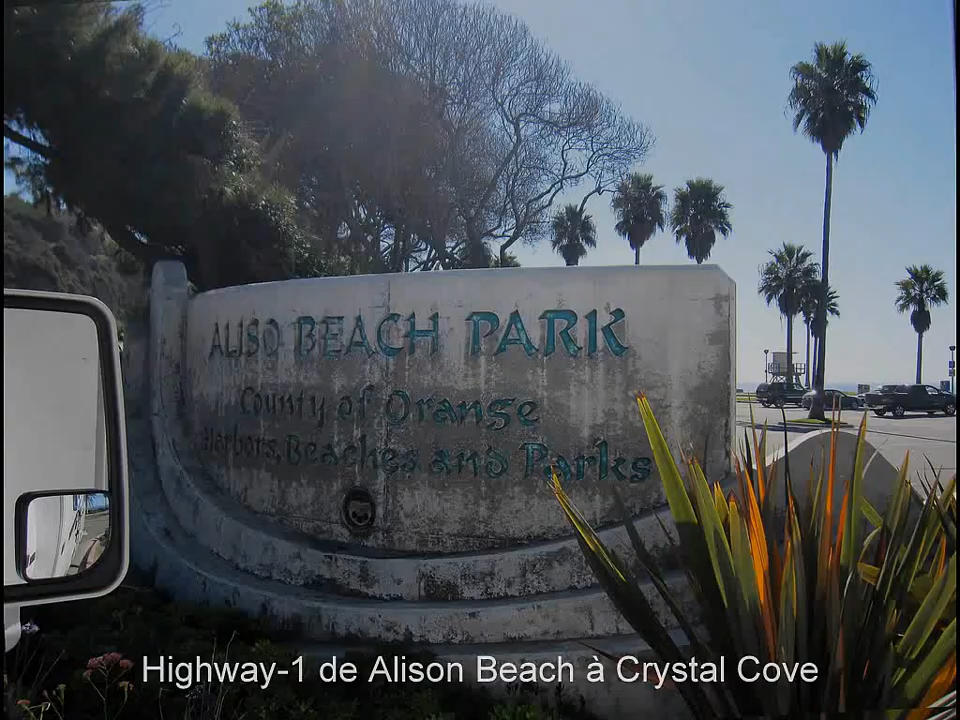 ALISO BEACH PARK
County of Orange
Harbors, Beaches and Parks
Highway-1 de Alison Beach à Crystal Cove